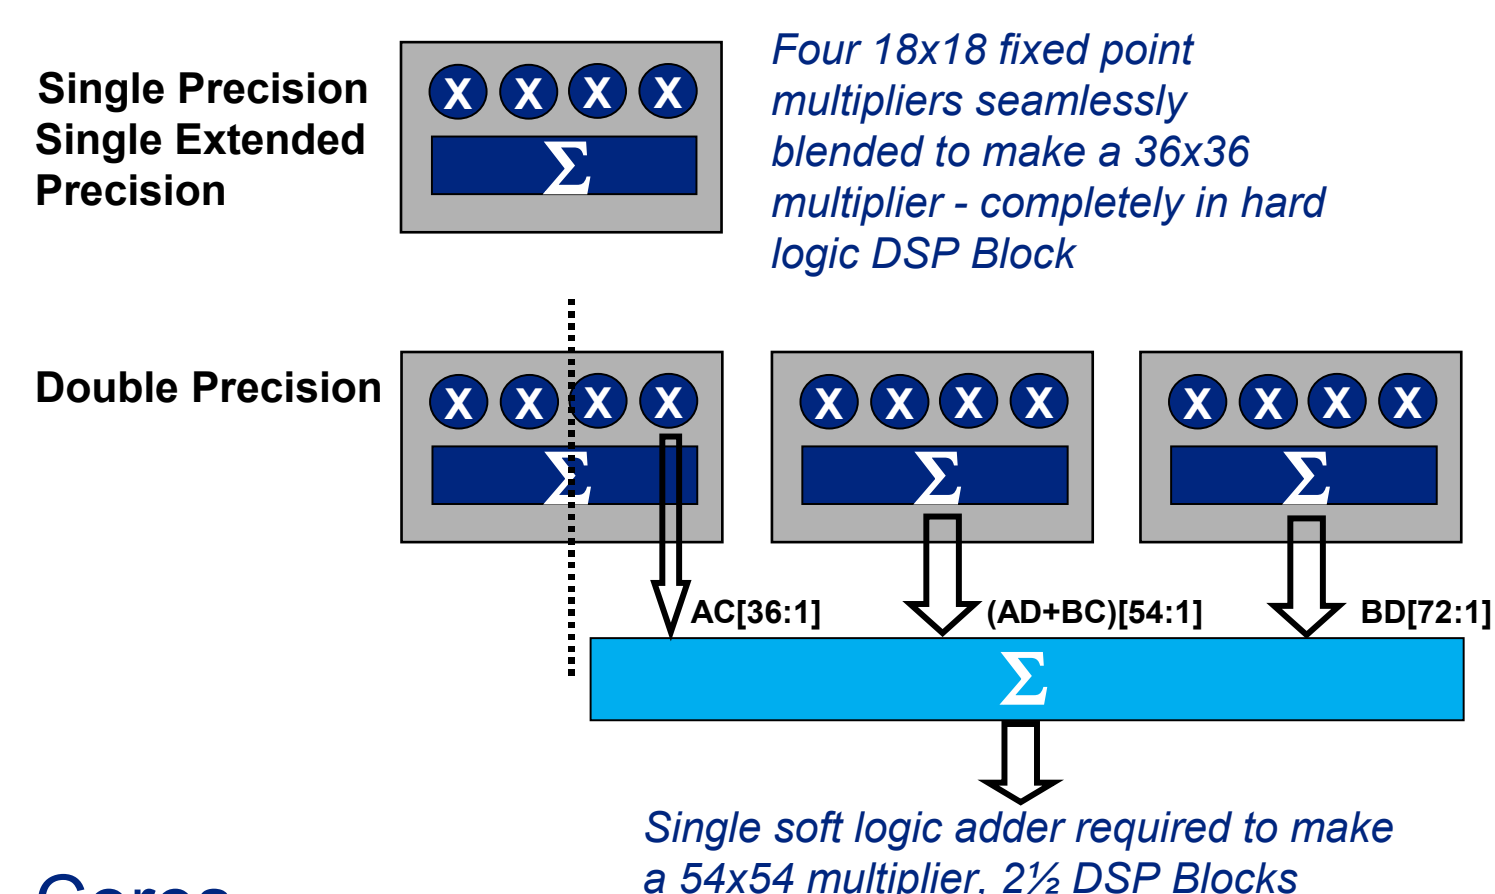 Single Precision
Single Extended
Precision
X X X X
Σ
Four 18x18 fixed point
multipliers seamlessly
blended to make a 36x36
multiplier - completely in hard
logic DSP Block
Double Precision
X X X X
Σ
X X X X
Σ
X X X X
Σ
AC[36:1]
(AD+BC)[54:1]
BD[72:1]
Σ
Single soft logic adder required to make
a 54x54 multiplier, 2½ DSP Blocks
Cores